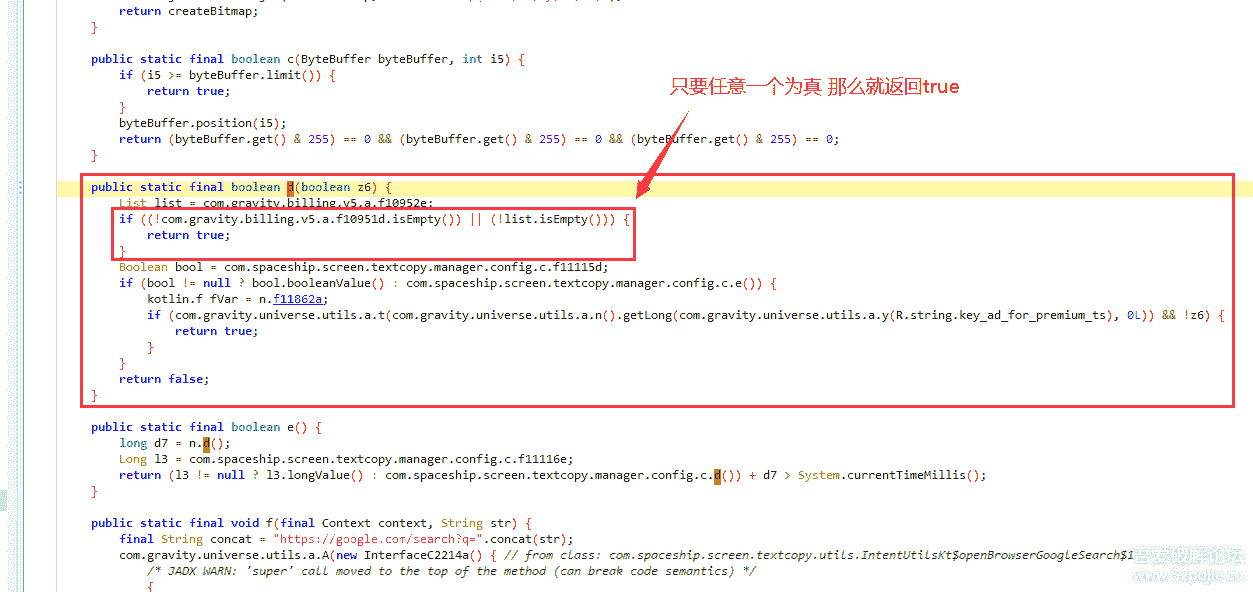 return createBitmap;
}
public static final boolean c(ByteBuffer byteBuffer, int i5) {
if (i5 >= byteBuffer.limit()) {
return true;
}
只要任意一个为真 那么就返回true
byteBuffer.position(i5);
return (byteBuffer.get() & 255) == 0 && (byteBuffer.get() & 255) == 0 && (byteBuffer.get() & 255) == 0;
}
public static final boolean d(boolean z6) {
List list = com.gravity.billing.v5.a.f10952e;
if ((!com.gravity.billing.v5.a.f10951d.isEmpty()) || (!list.isEmpty())) {
return true;
}
Boolean bool = com.spaceship.screen.textcopy.manager.config.c.f11115d;
if (bool != null ? bool.booleanValue() : com.spaceship.screen.textcopy.manager.config.c.e()) {
kotlin.f fVar = n.f11862a;
if (com.gravity.universe.utils.a.t(com.gravity.universe.utils.a.n().getLong(com.gravity.universe.utils.a.y(R.string.key_ad_for_premium_ts), 0L)) && !z6) {
return true;
}
}
return false;
}
public static final boolean e() {
long d7 = n.d();
Long l3 = com.spaceship.screen.textcopy.manager.config.c.f11116e;
return (l3 != null ? l3.longValue() : com.spaceship.screen.textcopy.manager.config.c.d()) + d7 > System.currentTimeMillis();
}
public static final void f(final Context context, String str) {
final String concat = "https://google.com/search?q=".concat(str);
com.gravity.universe.utils.a.A(new InterfaceC2214a() { // from class: com.spaceship.screen.textcopy.utils.IntentUtilsKt$openBrowserGoogleSearch$1
/* JADX WARN: 'super' call moved to the top of the method (can break code semantics) */
{
吾爱破解论坛
www.52pojie.cn